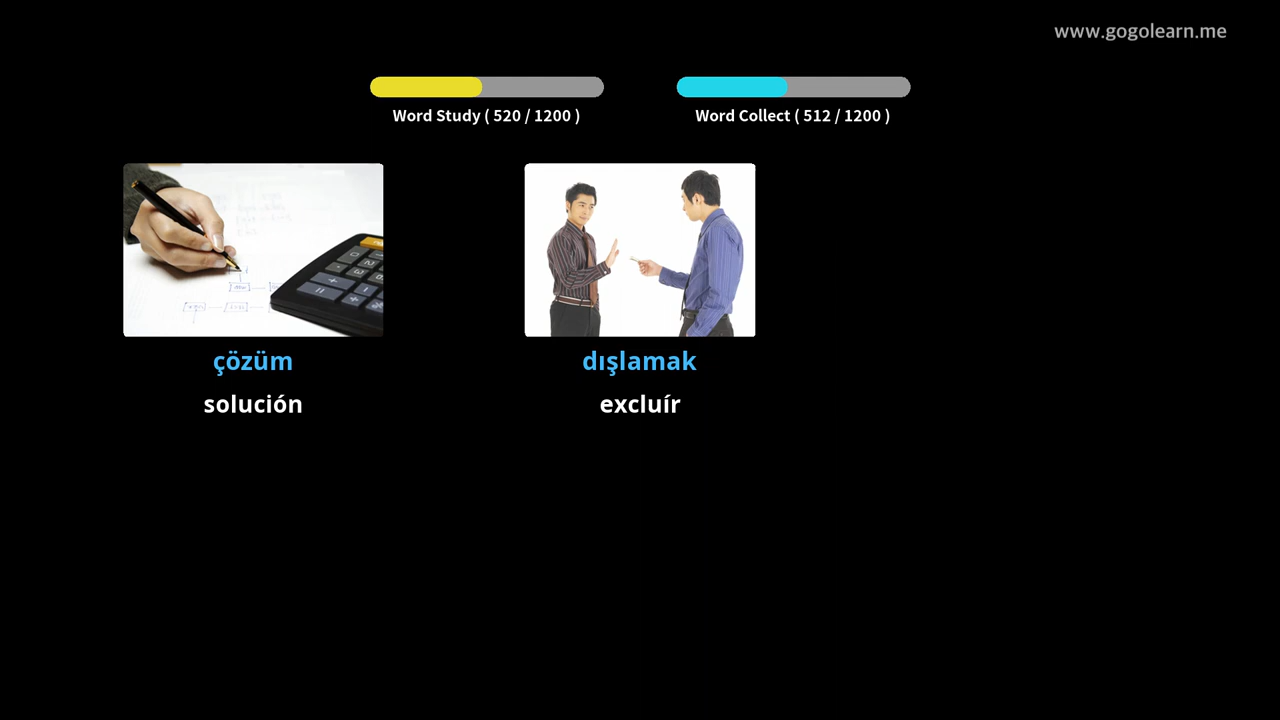 www.gogolearn.me
Word Study ( 520 / 1200 )
Word Collect ( 512 / 1200 )
çözüm
solución
dışlamak
excluír